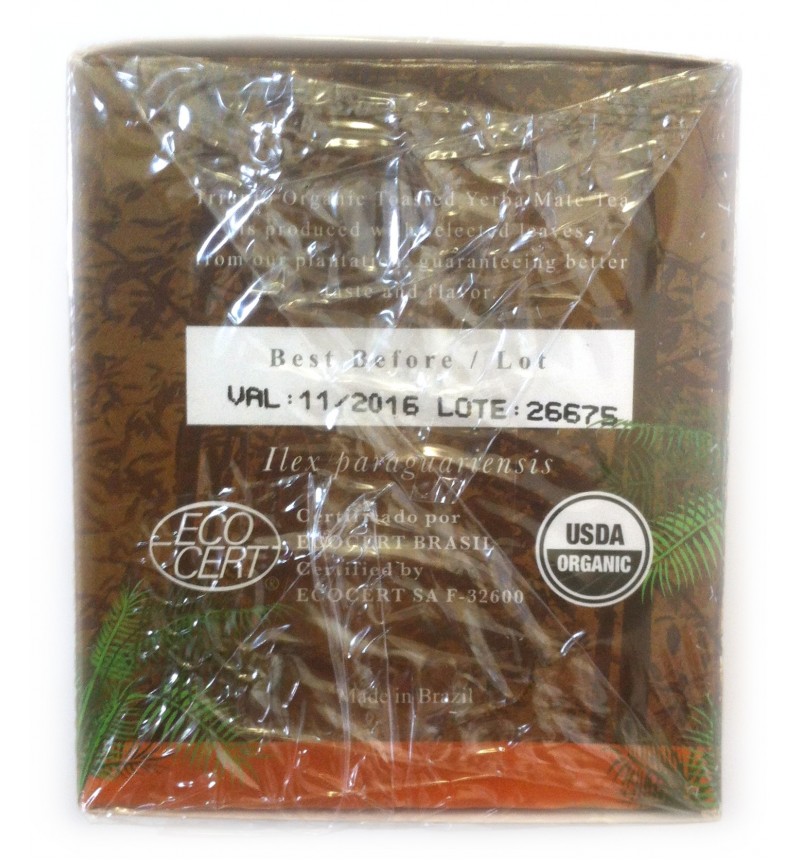 Organic Toasted Yerba Mate Tea
is produced with selected leaves
from our plantation, guaranteeing better
taste and flavor.
Best Before / Lot
VAL:11/2016 LOTE:26675
Ilex paraguariensis
ECO
CERT
®
Certificado por
ECOCERT BRASIL
Certified by
ECOCERT SA F-32600
USDA
ORGANIC
Made in Brazil